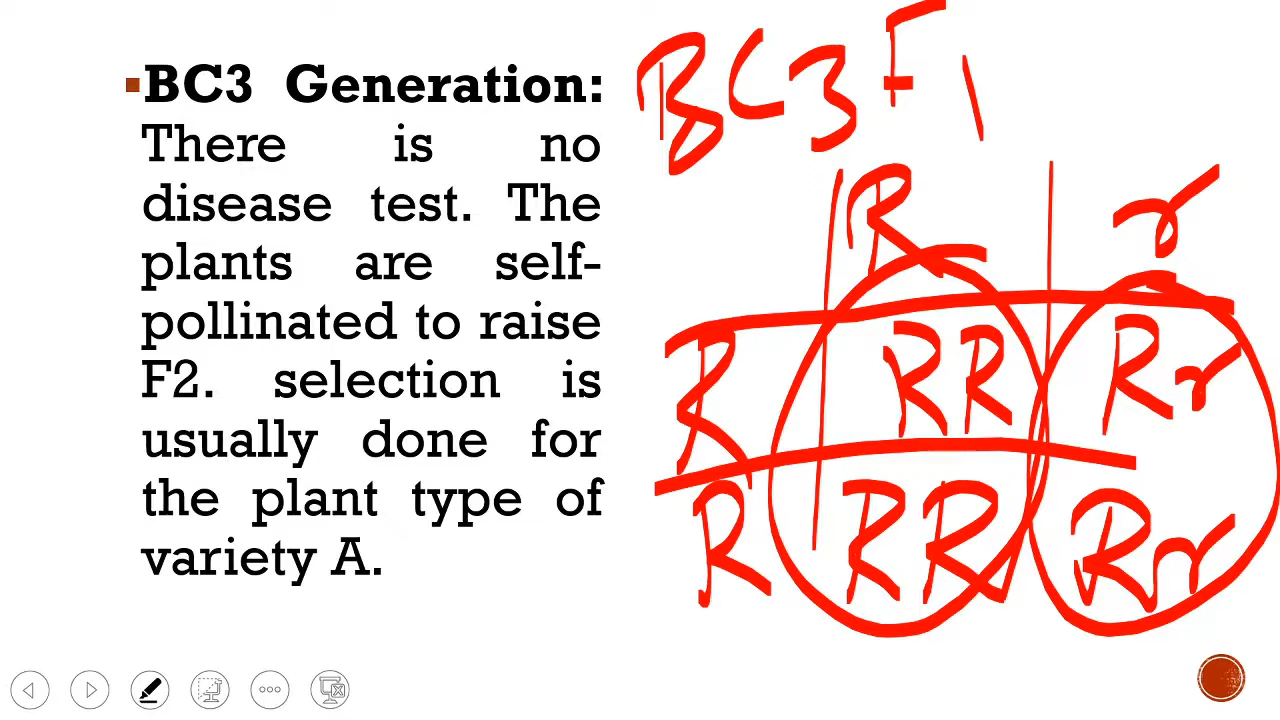 BC3 Generation:
There is no
disease test. The
plants are self-
pollinated to raise
F2. selection is
usually done for
the plant type of
variety A.
BC3F1
R r
R RR Rr
R RR Rr